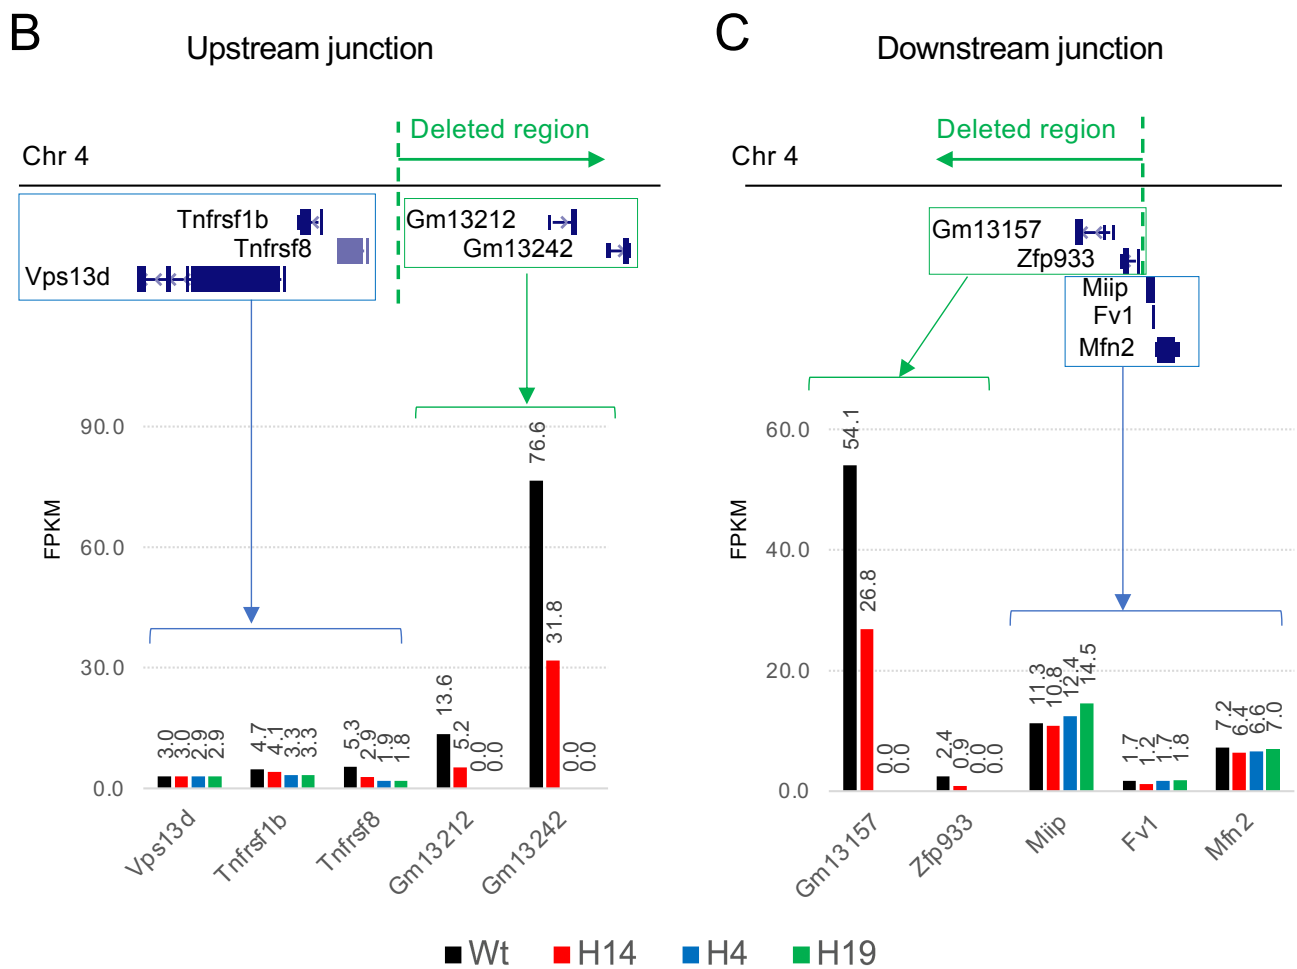 B
Upstream junction
Deleted region
Chr 4
Tnfrsf1b
Tnfrsf8
Vps13d
Gm13212
Gm13242
90.0
60.0
30.0
0.0
FPKM
3.0
3.0
2.9
2.9
4.7
4.1
3.3
3.3
5.3
2.9
1.9
1.8
13.6
5.2
0.0
0.0
76.6
31.8
0.0
0.0
Vps13d
Tnfrsf1b
Tnfrsf8
Gm13212
Gm13242
C
Downstream junction
Deleted region
Chr 4
Gm13157
Zfp933
Miip
Fv1
Mfn2
60.0
40.0
20.0
0.0
FPKM
54.1
26.8
0.0
0.0
2.4
0.9
0.0
0.0
11.3
10.8
12.4
14.5
1.7
1.2
1.7
1.8
7.2
6.4
6.6
7.0
Gm13157
Zfp933
Miip
Fv1
Mfn2
Wt H14 H4 H19